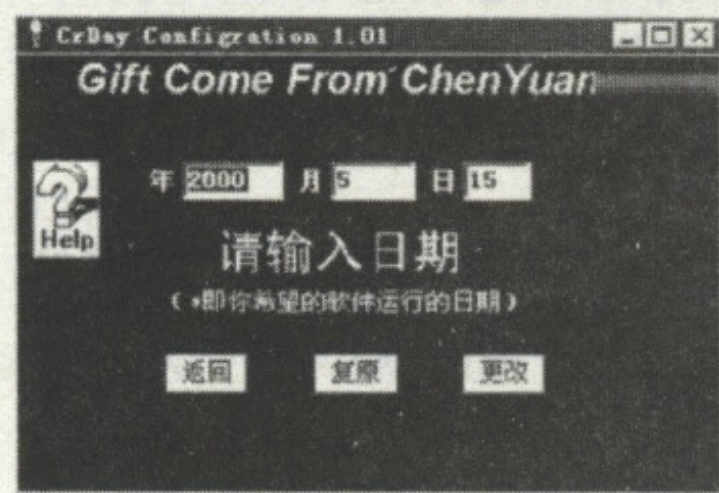 CrDay Configration 1.01
Gift Come From ChenYuan
年 2000 月 5 日 15
Help
请输入日期
(*即你希望的软件运行的日期)
返回 复原 更改